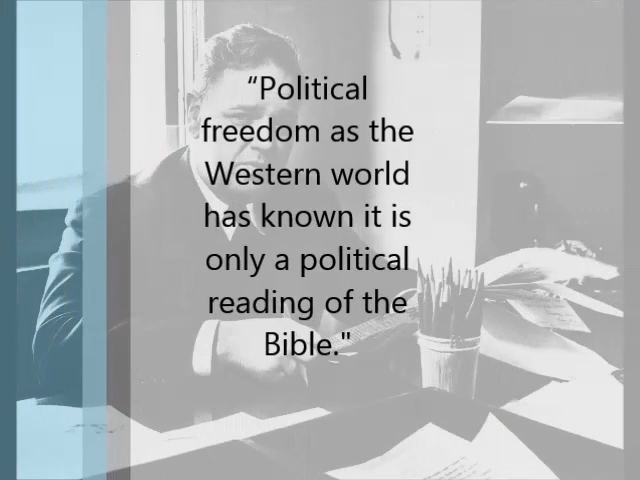 “Political
freedom as the
Western world
has known it is
only a political
reading of the
Bible."